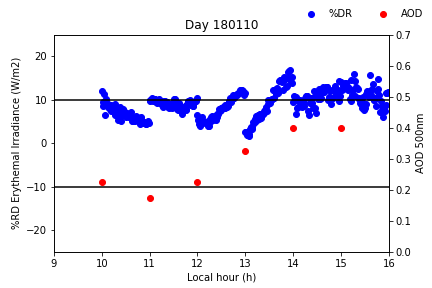 %DR AOD
Day 180110
%RD Erythermal Irradiance (W/m2)
20
10
0
−10
−20
0.7
0.6
0.5
0.4
0.3
0.2
0.1
0.0
AOD 500nm
9 10 11 12 13 14 15 16
Local hour (h)